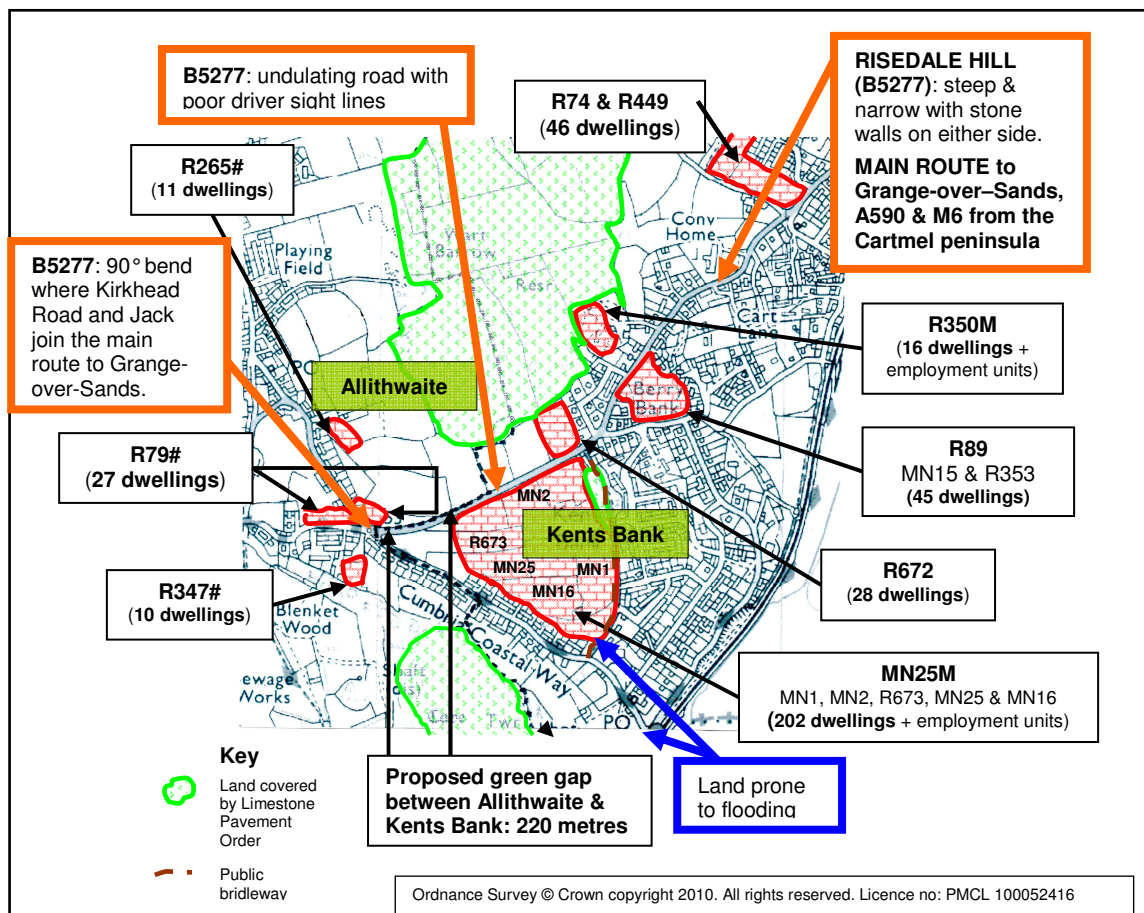 B5277: undulating road with
poor driver sight lines
R74 & R449
(46 dwellings)
RISEDALE HILL
(B5277): steep &
narrow with stone
walls on either side.
MAIN ROUTE to
Grange-over–Sands,
A590 & M6 from the
Cartmel peninsula
R265#
(11 dwellings)
Playing
Field
Conv
Home
B5277: 90° bend
where Kirkhead
Road and Jack
join the main
route to Grange-
over-Sands.
Cart
Lane
R350M
(16 dwellings +
employment units)
Allithwaite
Berry
Bank
R89
MN15 & R353
(45 dwellings)
R79#
(27 dwellings)
MN2
Kents Bank
R673
MN25
MN1
MN16
R672
(28 dwellings)
R347#
(10 dwellings)
Blenket
Wood
Cumbria Coastal Way
ewage
Works
PO
MN25M
MN1, MN2, R673, MN25 & MN16
(202 dwellings + employment units)
Key
Land covered
by Limestone
Pavement
Order
Proposed green gap
between Allithwaite &
Kents Bank: 220 metres
Land prone
to flooding
Public
bridleway
Ordnance Survey © Crown copyright 2010. All rights reserved. Licence no: PMCL 100052416